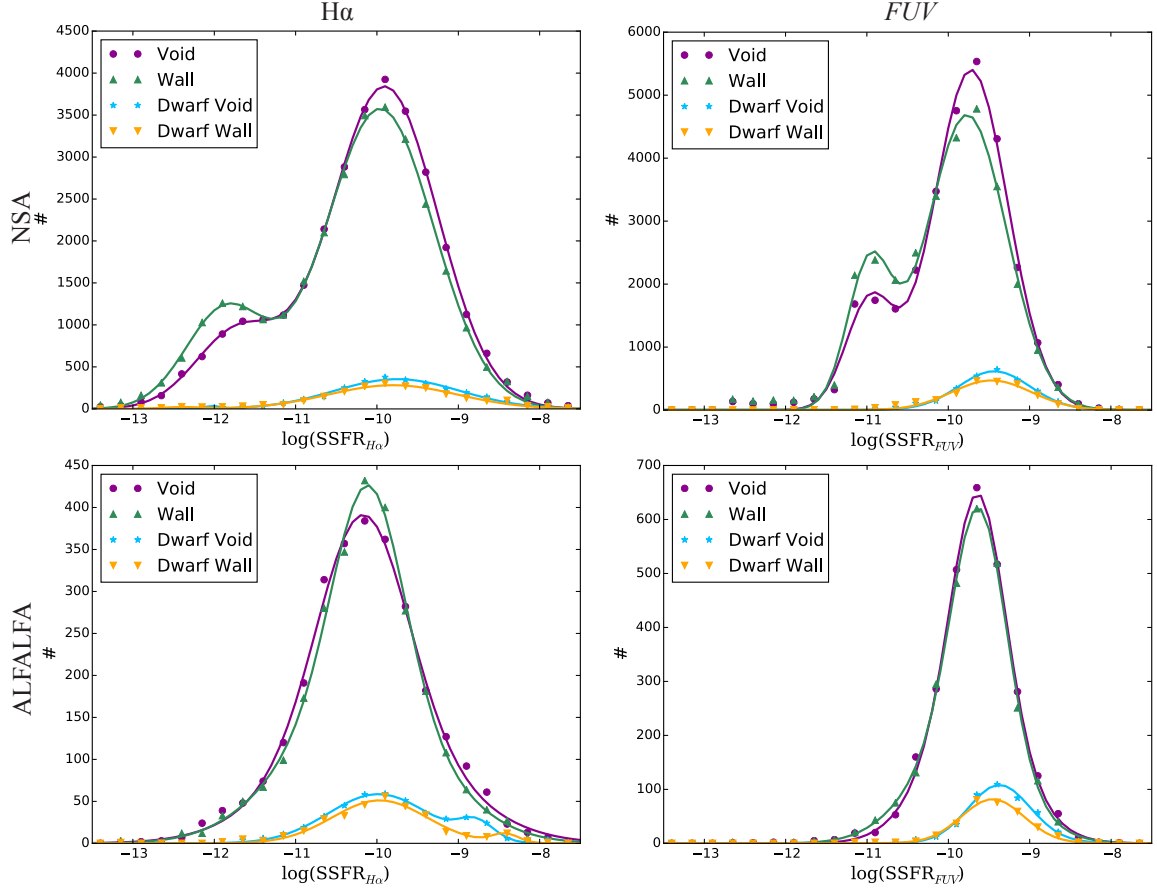 Hα
FUV
NSA
4500
4000
3500
3000
2500
2000
1500
1000
500
0
#
Void
Wall
Dwarf Void
Dwarf Wall
−13 −12 −11 −10 −9 −8
log(SSFR_Hα)
6000
5000
4000
3000
2000
1000
0
#
Void
Wall
Dwarf Void
Dwarf Wall
−13 −12 −11 −10 −9 −8
log(SSFR_FUV)
ALFALFA
450
400
350
300
250
200
150
100
50
0
#
Void
Wall
Dwarf Void
Dwarf Wall
−13 −12 −11 −10 −9 −8
log(SSFR_Hα)
700
600
500
400
300
200
100
0
#
Void
Wall
Dwarf Void
Dwarf Wall
−13 −12 −11 −10 −9 −8
log(SSFR_FUV)